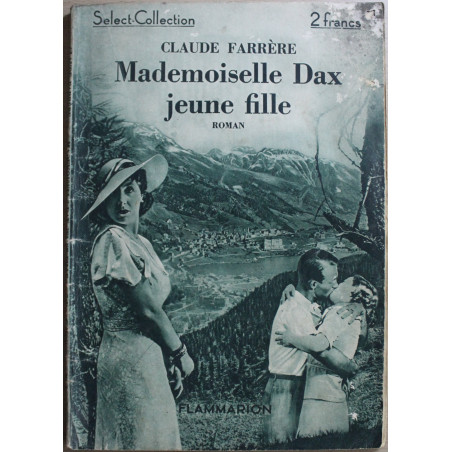 Select-Collection
2 francs
CLAUDE FARRÈRE
Mademoiselle Dax
jeune fille
ROMAN
FLAMMARION